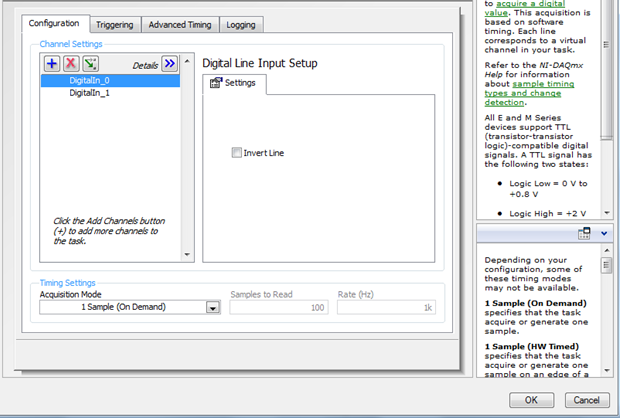 Configuration
Triggering
Advanced Timing
Logging
Channel Settings
Details
DigitalIn_0
DigitalIn_1
Click the Add Channels button
(+) to add more channels to
the task.
Digital Line Input Setup
Settings
Invert Line
Timing Settings
Acquisition Mode
Samples to Read
Rate (Hz)
1 Sample (On Demand)
100
1k
to acquire a digital
value. This acquisition is
based on software
timing. Each line
corresponds to a virtual
channel in your task.
Refer to the NI-DAQmx
Help for information
about sample timing
types and change
detection.
All E and M Series
devices support TTL
(transistor-transistor
logic)-compatible digital
signals. A TTL signal has
the following two states:
• Logic Low = 0 V to
+0.8 V
• Logic High = +2 V
Depending on your
configuration, some of
these timing modes
may not be available.
1 Sample (On Demand)
specifies that the task
acquire or generate one
sample.
1 Sample (HW Timed)
specifies that the task
acquire or generate one
sample on an edge of a
OK
Cancel